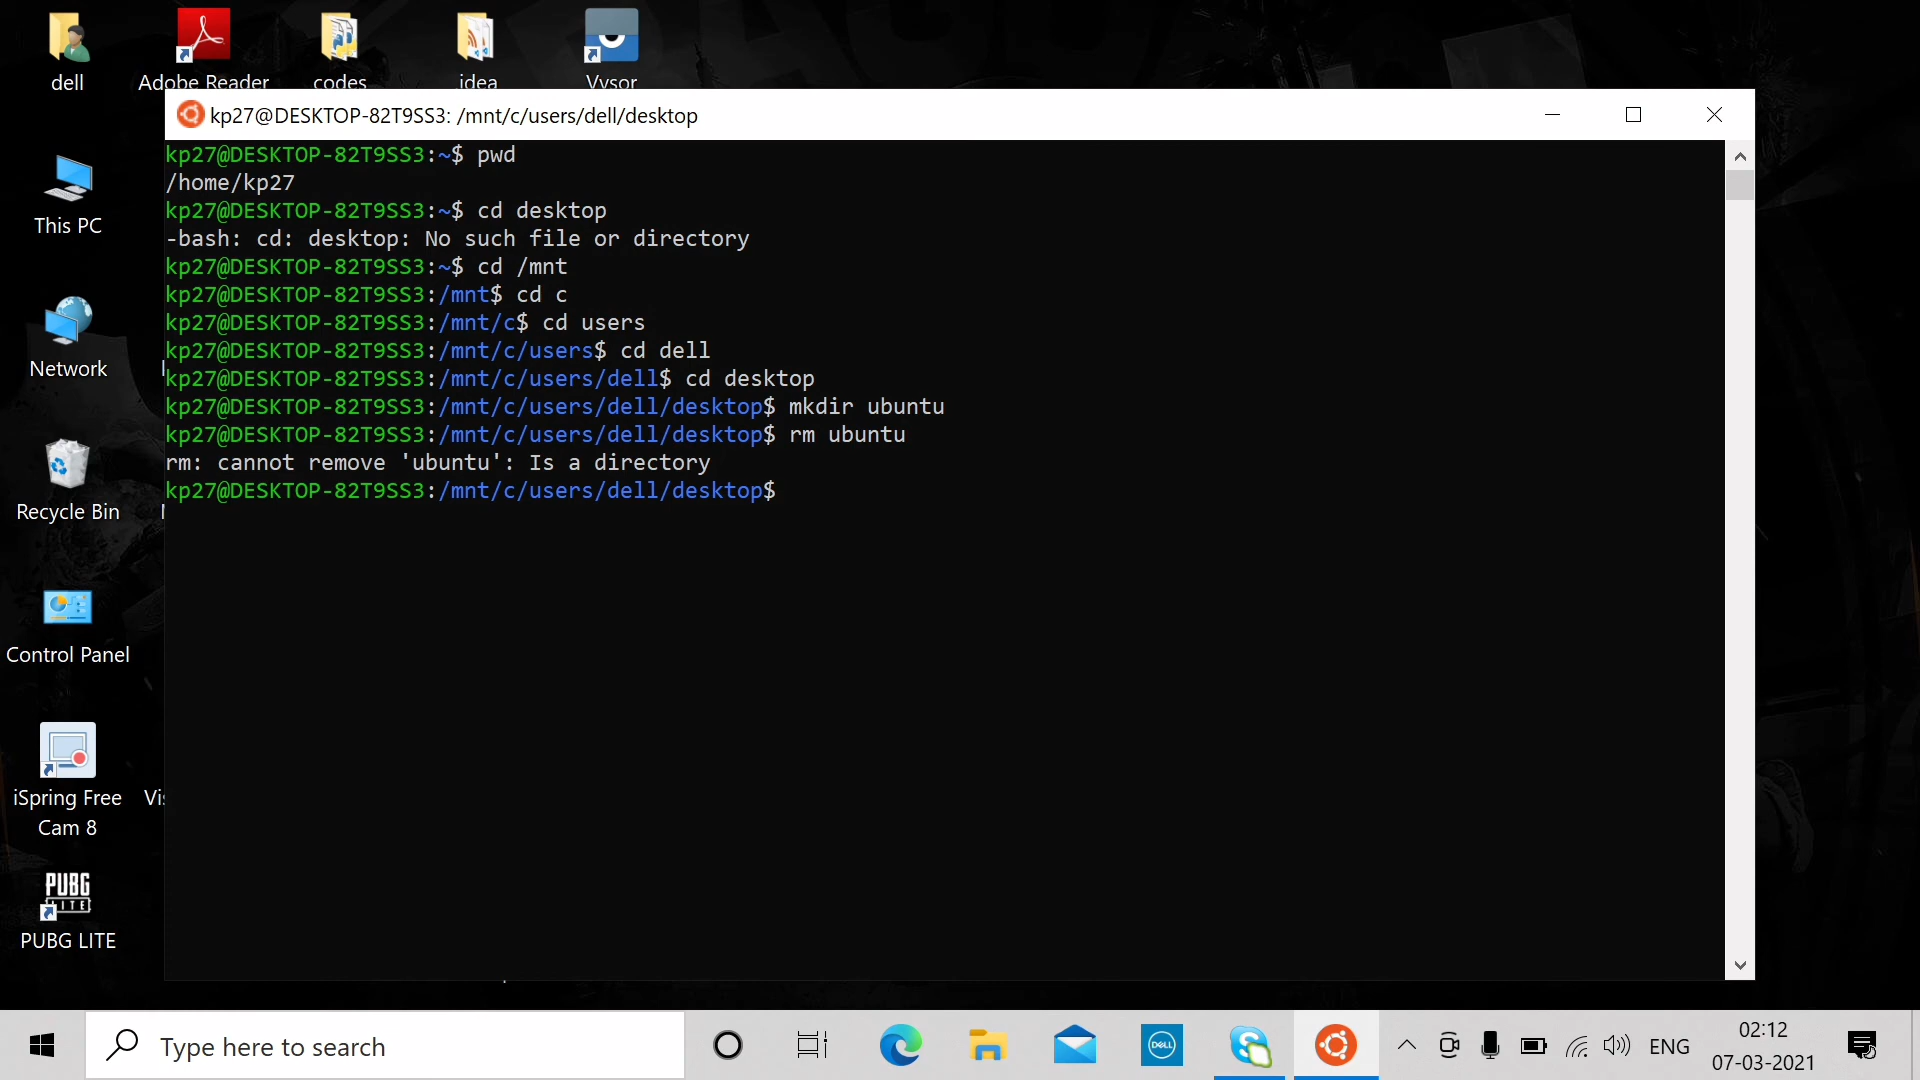 dell
Adobe Reader
codes
idea
Vysor
kp27@DESKTOP-82T9SS3: /mnt/c/users/dell/desktop
kp27@DESKTOP-82T9SS3:~$ pwd
/home/kp27
kp27@DESKTOP-82T9SS3:~$ cd desktop
-bash: cd: desktop: No such file or directory
kp27@DESKTOP-82T9SS3:~$ cd /mnt
kp27@DESKTOP-82T9SS3:/mnt$ cd c
kp27@DESKTOP-82T9SS3:/mnt/c$ cd users
kp27@DESKTOP-82T9SS3:/mnt/c/users$ cd dell
kp27@DESKTOP-82T9SS3:/mnt/c/users/dell$ cd desktop
kp27@DESKTOP-82T9SS3:/mnt/c/users/dell/desktop$ mkdir ubuntu
kp27@DESKTOP-82T9SS3:/mnt/c/users/dell/desktop$ rm ubuntu
rm: cannot remove 'ubuntu': Is a directory
kp27@DESKTOP-82T9SS3:/mnt/c/users/dell/desktop$
This PC
Network
Recycle Bin
Control Panel
iSpring Free
Cam 8
Vi
PUBG
LITE
PUBG LITE
Type here to search
DELL
ENG
02:12
07-03-2021